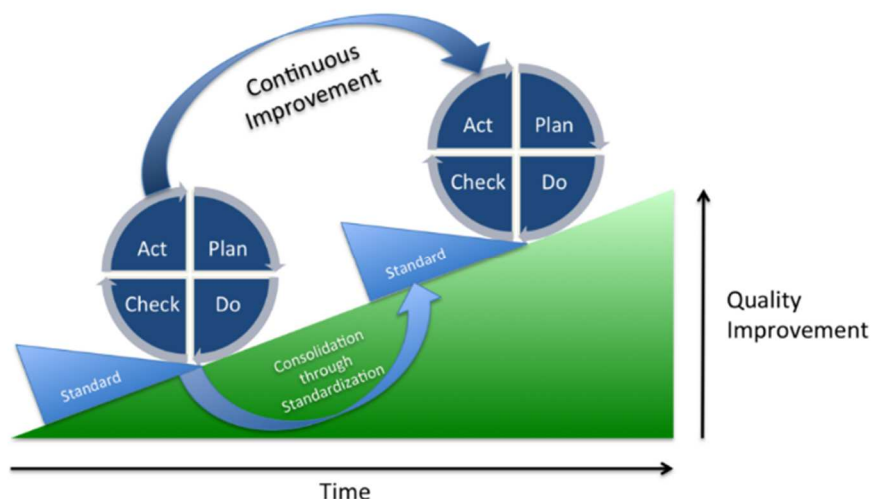 Continuous
Improvement
Act
Plan
Check
Do
Standard
Act
Plan
Check
Do
Standard
Consolidation
through
Standardization
Quality
Improvement
Time